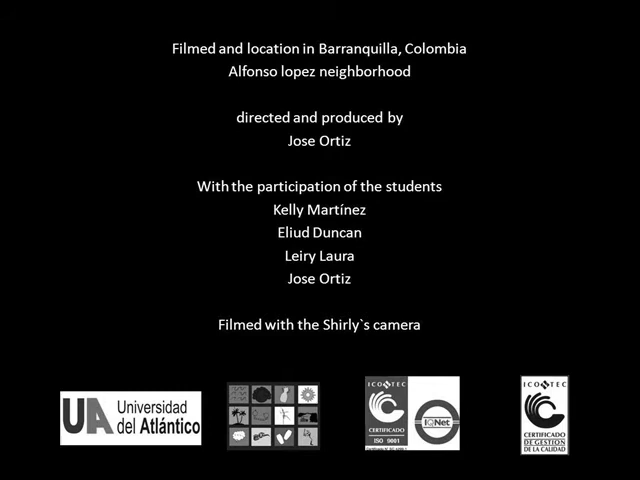 Filmed and location in Barranquilla, Colombia
Alfonso lopez neighborhood
directed and produced by
Jose Ortiz
With the participation of the students
Kelly Martínez
Eliud Duncan
Leiry Laura
Jose Ortiz
Filmed with the Shirly`s camera
UA Universidad
del Atlántico
ICONTEC
CERTIFICADO
ISO 9001
IQNet
ICONTEC
CERTIFICADO
DE GESTIÓN
DE LA CALIDAD